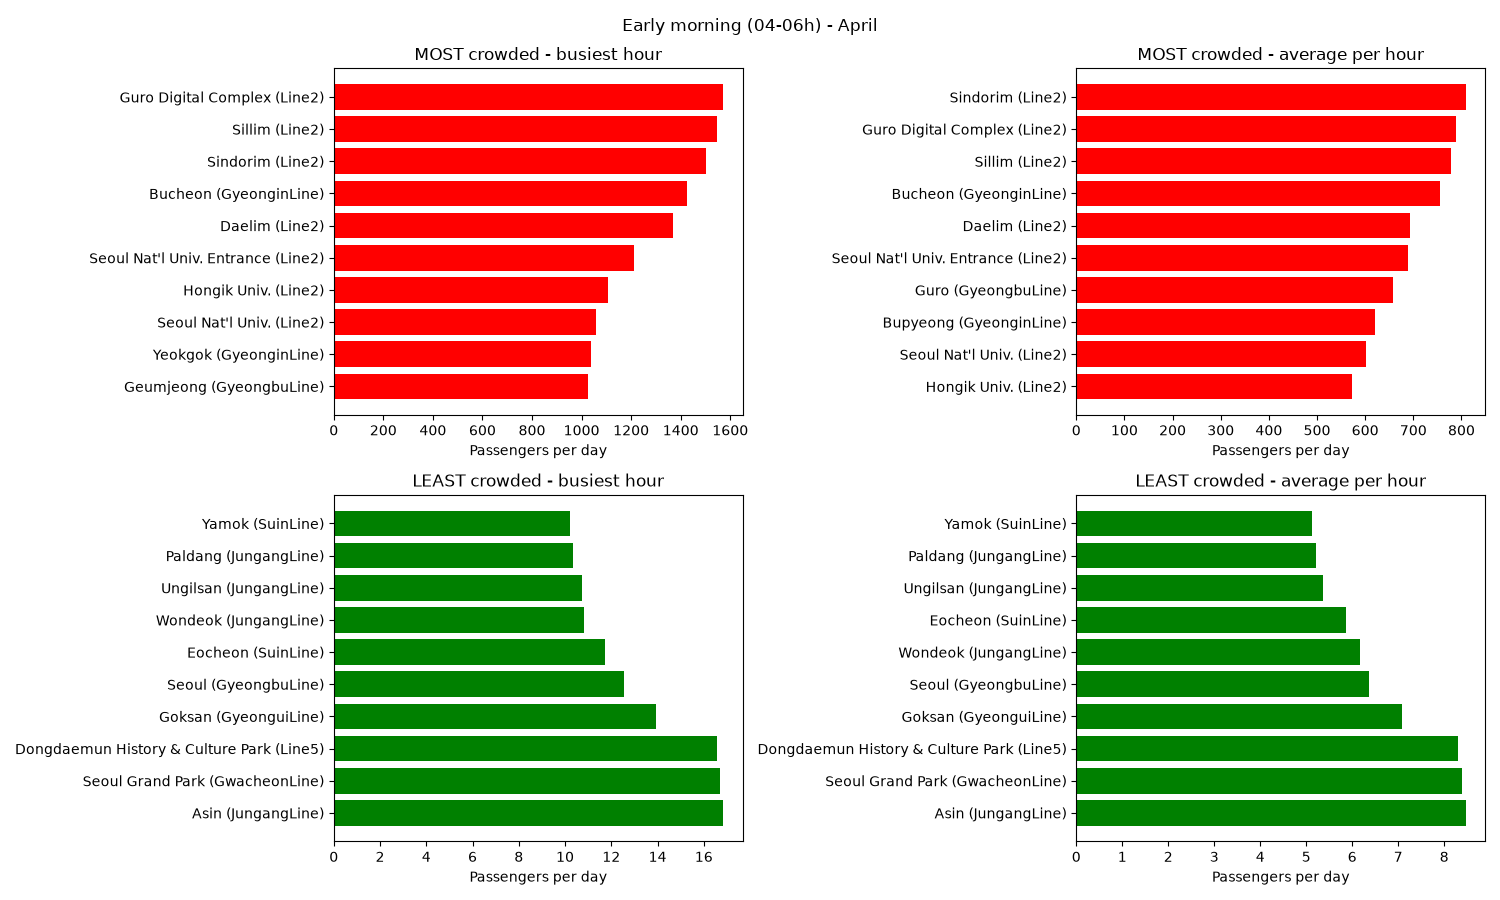 Early morning (04-06h) - April
MOST crowded - busiest hour
Guro Digital Complex (Line2)
Sillim (Line2)
Sindorim (Line2)
Bucheon (GyeonginLine)
Daelim (Line2)
Seoul Nat'l Univ. Entrance (Line2)
Hongik Univ. (Line2)
Seoul Nat'l Univ. (Line2)
Yeokgok (GyeonginLine)
Geumjeong (GyeongbuLine)
0 200 400 600 800 1000 1200 1400 1600
Passengers per day
MOST crowded - average per hour
Sindorim (Line2)
Guro Digital Complex (Line2)
Sillim (Line2)
Bucheon (GyeonginLine)
Daelim (Line2)
Seoul Nat'l Univ. Entrance (Line2)
Guro (GyeongbuLine)
Bupyeong (GyeonginLine)
Seoul Nat'l Univ. (Line2)
Hongik Univ. (Line2)
0 100 200 300 400 500 600 700 800
Passengers per day
LEAST crowded - busiest hour
Yamok (SuinLine)
Paldang (JungangLine)
Ungilsan (JungangLine)
Wondeok (JungangLine)
Eocheon (SuinLine)
Seoul (GyeongbuLine)
Goksan (GyeonguiLine)
Dongdaemun History & Culture Park (Line5)
Seoul Grand Park (GwacheonLine)
Asin (JungangLine)
0 2 4 6 8 10 12 14 16
Passengers per day
LEAST crowded - average per hour
Yamok (SuinLine)
Paldang (JungangLine)
Ungilsan (JungangLine)
Eocheon (SuinLine)
Wondeok (JungangLine)
Seoul (GyeongbuLine)
Goksan (GyeonguiLine)
Dongdaemun History & Culture Park (Line5)
Seoul Grand Park (GwacheonLine)
Asin (JungangLine)
0 1 2 3 4 5 6 7 8
Passengers per day